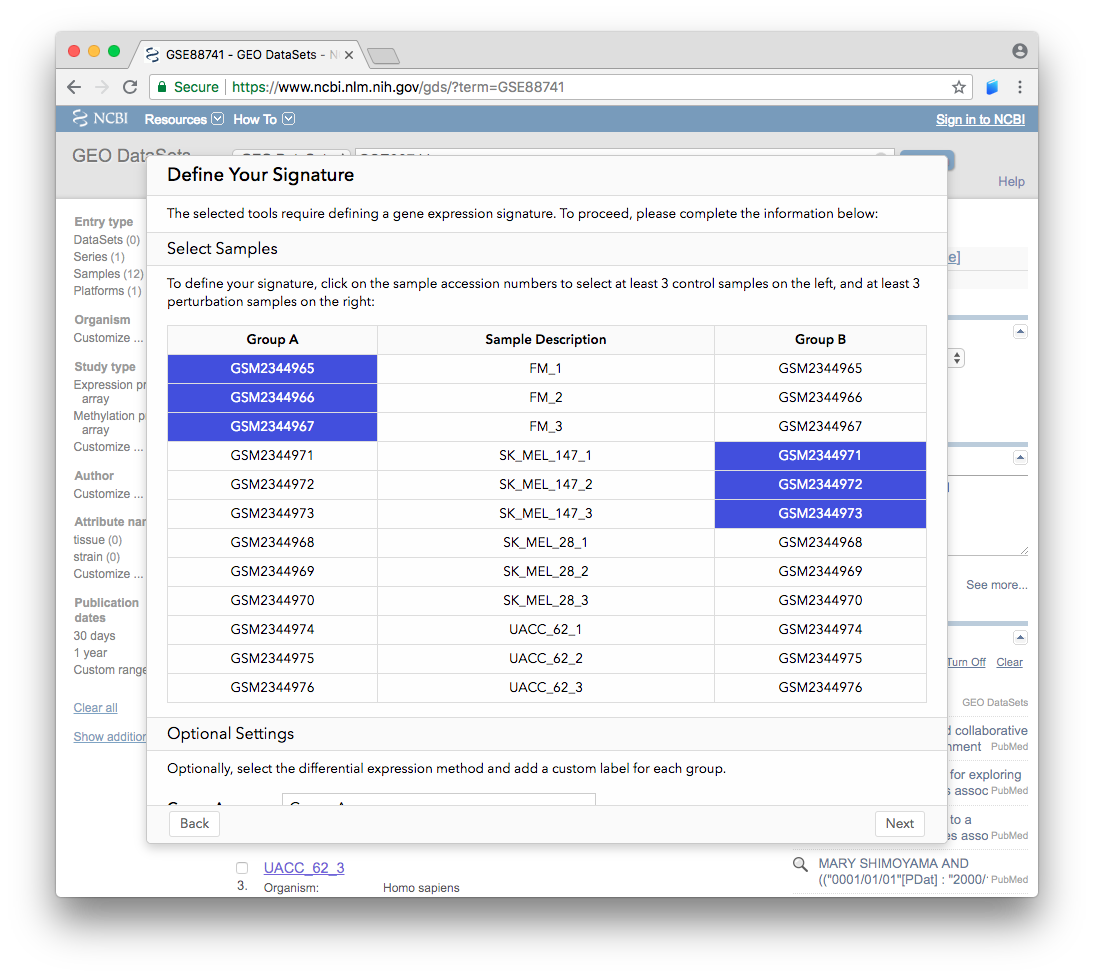 GSE88741 - GEO DataSets - N
Secure https://www.ncbi.nlm.nih.gov/gds/?term=GSE88741
NCBI Resources How To Sign in to NCBI
GEO DataSets
Help
Define Your Signature
The selected tools require defining a gene expression signature. To proceed, please complete the information below:
Select Samples
To define your signature, click on the sample accession numbers to select at least 3 control samples on the left, and at least 3
perturbation samples on the right:
Group A Sample Description Group B
GSM2344965 FM_1 GSM2344965
GSM2344966 FM_2 GSM2344966
GSM2344967 FM_3 GSM2344967
GSM2344971 SK_MEL_147_1 GSM2344971
GSM2344972 SK_MEL_147_2 GSM2344972
GSM2344973 SK_MEL_147_3 GSM2344973
GSM2344968 SK_MEL_28_1 GSM2344968
GSM2344969 SK_MEL_28_2 GSM2344969
GSM2344970 SK_MEL_28_3 GSM2344970
GSM2344974 UACC_62_1 GSM2344974
GSM2344975 UACC_62_2 GSM2344975
GSM2344976 UACC_62_3 GSM2344976
Optional Settings
Optionally, select the differential expression method and add a custom label for each group.
Back Next
Entry type
DataSets (0)
Series (1)
Samples (12)
Platforms (1)
Organism
Customize ...
Study type
Expression pr
array
Methylation p
array
Customize ...
Author
Customize ...
Attribute nar
tissue (0)
strain (0)
Customize ...
Publication
dates
30 days
1 year
Custom range
Clear all
Show addition
e]
See more...
Turn Off Clear
GEO DataSets
collaborative
nment PubMed
for exploring
s assoc PubMed
to a
es asso PubMed
MARY SHIMOYAMA AND
(("0001/01/01"[PDat] : "2000/ PubMed
UACC_62_3
3. Organism: Homo sapiens